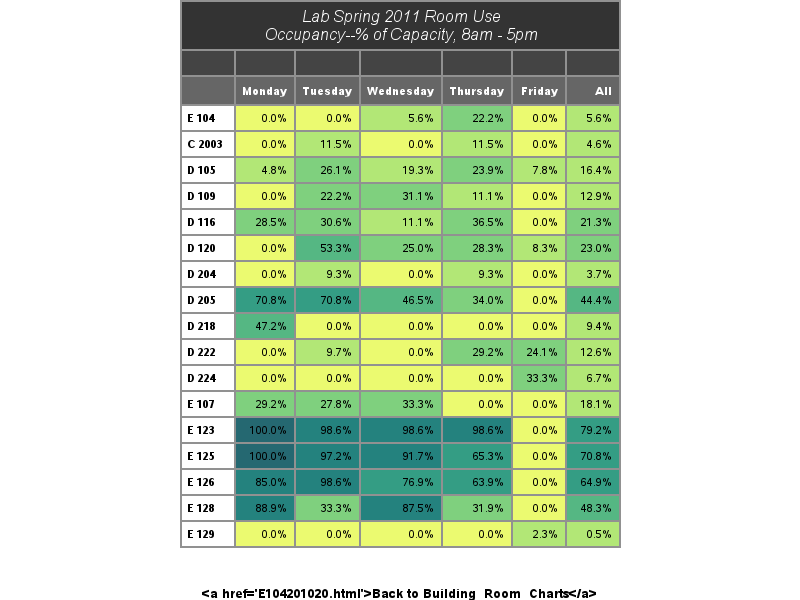 Lab Spring 2011 Room Use
Occupancy--% of Capacity, 8am - 5pm
Monday Tuesday Wednesday Thursday Friday All
E 104 0.0% 0.0% 5.6% 22.2% 0.0% 5.6%
C 2003 0.0% 11.5% 0.0% 11.5% 0.0% 4.6%
D 105 4.8% 26.1% 19.3% 23.9% 7.8% 16.4%
D 109 0.0% 22.2% 31.1% 11.1% 0.0% 12.9%
D 116 28.5% 30.6% 11.1% 36.5% 0.0% 21.3%
D 120 0.0% 53.3% 25.0% 28.3% 8.3% 23.0%
D 204 0.0% 9.3% 0.0% 9.3% 0.0% 3.7%
D 205 70.8% 70.8% 46.5% 34.0% 0.0% 44.4%
D 218 47.2% 0.0% 0.0% 0.0% 0.0% 9.4%
D 222 0.0% 9.7% 0.0% 29.2% 24.1% 12.6%
D 224 0.0% 0.0% 0.0% 0.0% 33.3% 6.7%
E 107 29.2% 27.8% 33.3% 0.0% 0.0% 18.1%
E 123 100.0% 98.6% 98.6% 98.6% 0.0% 79.2%
E 125 100.0% 97.2% 91.7% 65.3% 0.0% 70.8%
E 126 85.0% 98.6% 76.9% 63.9% 0.0% 64.9%
E 128 88.9% 33.3% 87.5% 31.9% 0.0% 48.3%
E 129 0.0% 0.0% 0.0% 0.0% 2.3% 0.5%
<a href='E104201020.html'>Back to Building_Room_Charts</a>